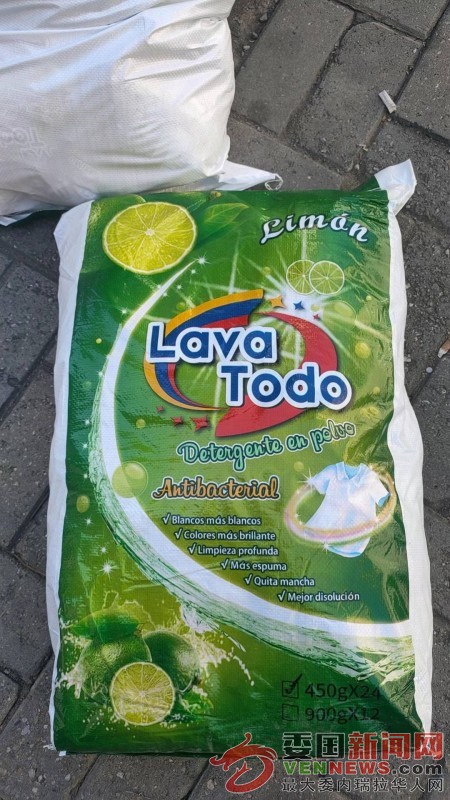 Limón
Lava
Todo
Detergente en polvo
Antibacterial
✓ Blancos más blancos
✓ Colores más brillante
✓ Limpieza profunda
✓ Más espuma
✓ Quita mancha
✓ Mejor disolución
☑ 450gX24
☐ 900gX12
委国新闻网
VENNEWS.com
最大委内瑞拉华人网